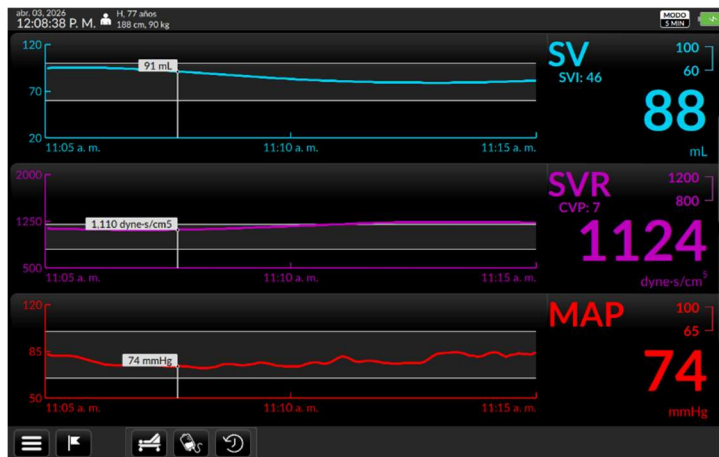 abr. 03, 2026
12:08:38 P. M.
H, 77 años
188 cm, 90 kg
MODO
5 MIN
120
70
20
91 mL
11:05 a. m.
11:10 a. m.
11:15 a. m.
SV
SVI: 46
100
60
88
mL
2000
1250
500
1,110 dyne·s/cm5
11:05 a. m.
11:10 a. m.
11:15 a. m.
SVR
CVP: 7
1200
800
1124
dyne·s/cm5
120
85
50
74 mmHg
11:05 a. m.
11:10 a. m.
11:15 a. m.
MAP
100
65
74
mmHg